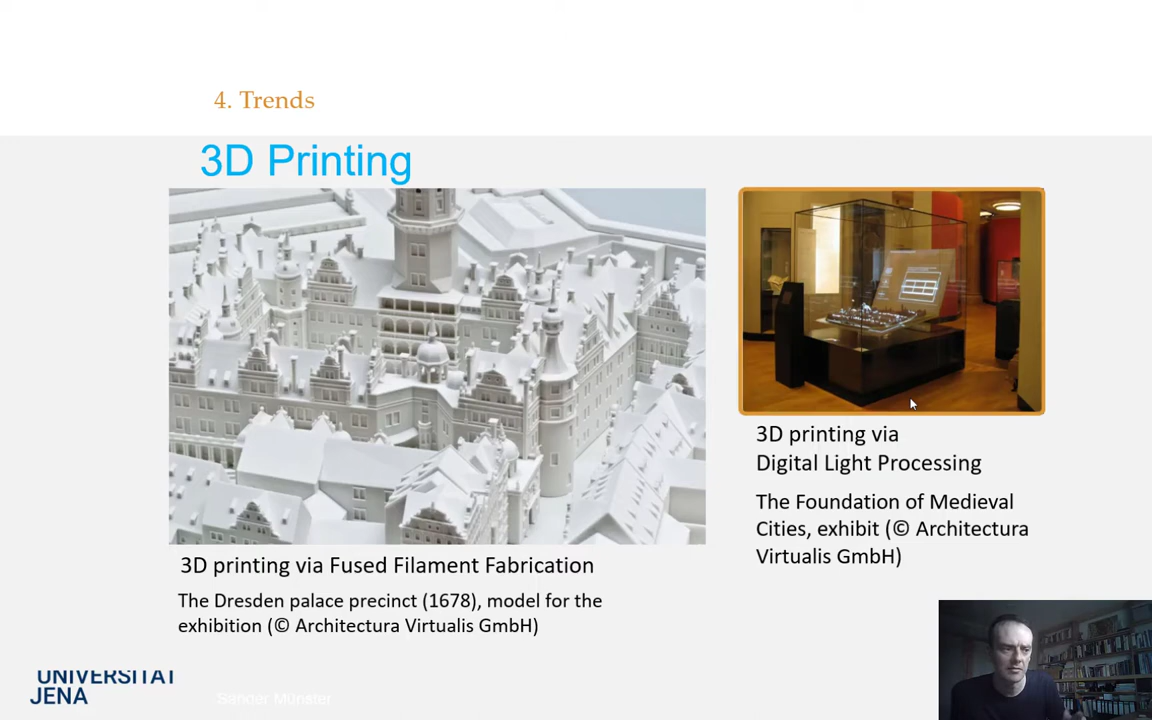 4. Trends
3D Printing
3D printing via Fused Filament Fabrication
The Dresden palace precinct (1678), model for the
exhibition (© Architectura Virtualis GmbH)
3D printing via
Digital Light Processing
The Foundation of Medieval
Cities, exhibit (© Architectura
Virtualis GmbH)
UNIVERSITÄT
JENA
Sander Münster